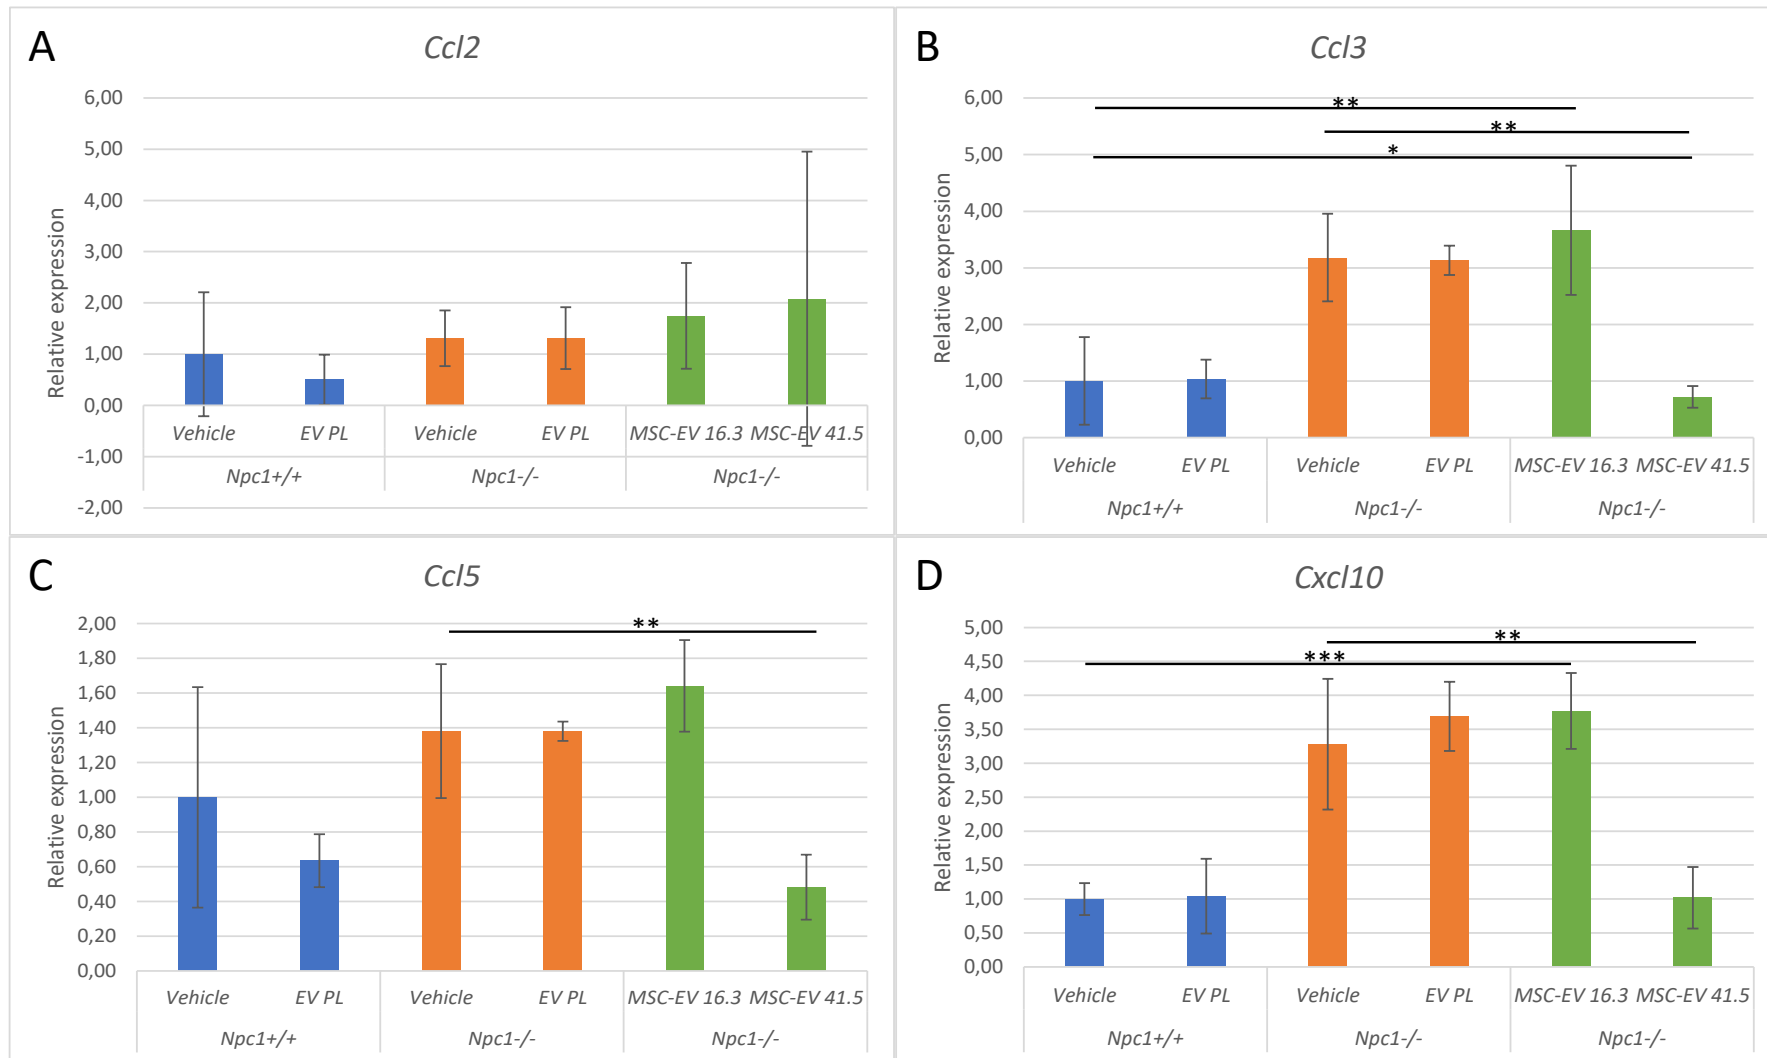 A
Ccl2
6,00
5,00
4,00
3,00
2,00
1,00
0,00
-1,00
-2,00
Relative expression
Vehicle EV PL Vehicle EV PL MSC-EV 16.3 MSC-EV 41.5
Npc1+/+ Npc1-/- Npc1-/-
B
Ccl3
6,00
5,00
4,00
3,00
2,00
1,00
0,00
Relative expression
**
**
*
Vehicle EV PL Vehicle EV PL MSC-EV 16.3 MSC-EV 41.5
Npc1+/+ Npc1-/- Npc1-/-
C
Ccl5
2,00
1,80
1,60
1,40
1,20
1,00
0,80
0,60
0,40
0,20
0,00
Relative expression
**
Vehicle EV PL Vehicle EV PL MSC-EV 16.3 MSC-EV 41.5
Npc1+/+ Npc1-/- Npc1-/-
D
Cxcl10
5,00
4,50
4,00
3,50
3,00
2,50
2,00
1,50
1,00
0,50
0,00
Relative expression
**
***
Vehicle EV PL Vehicle EV PL MSC-EV 16.3 MSC-EV 41.5
Npc1+/+ Npc1-/- Npc1-/-